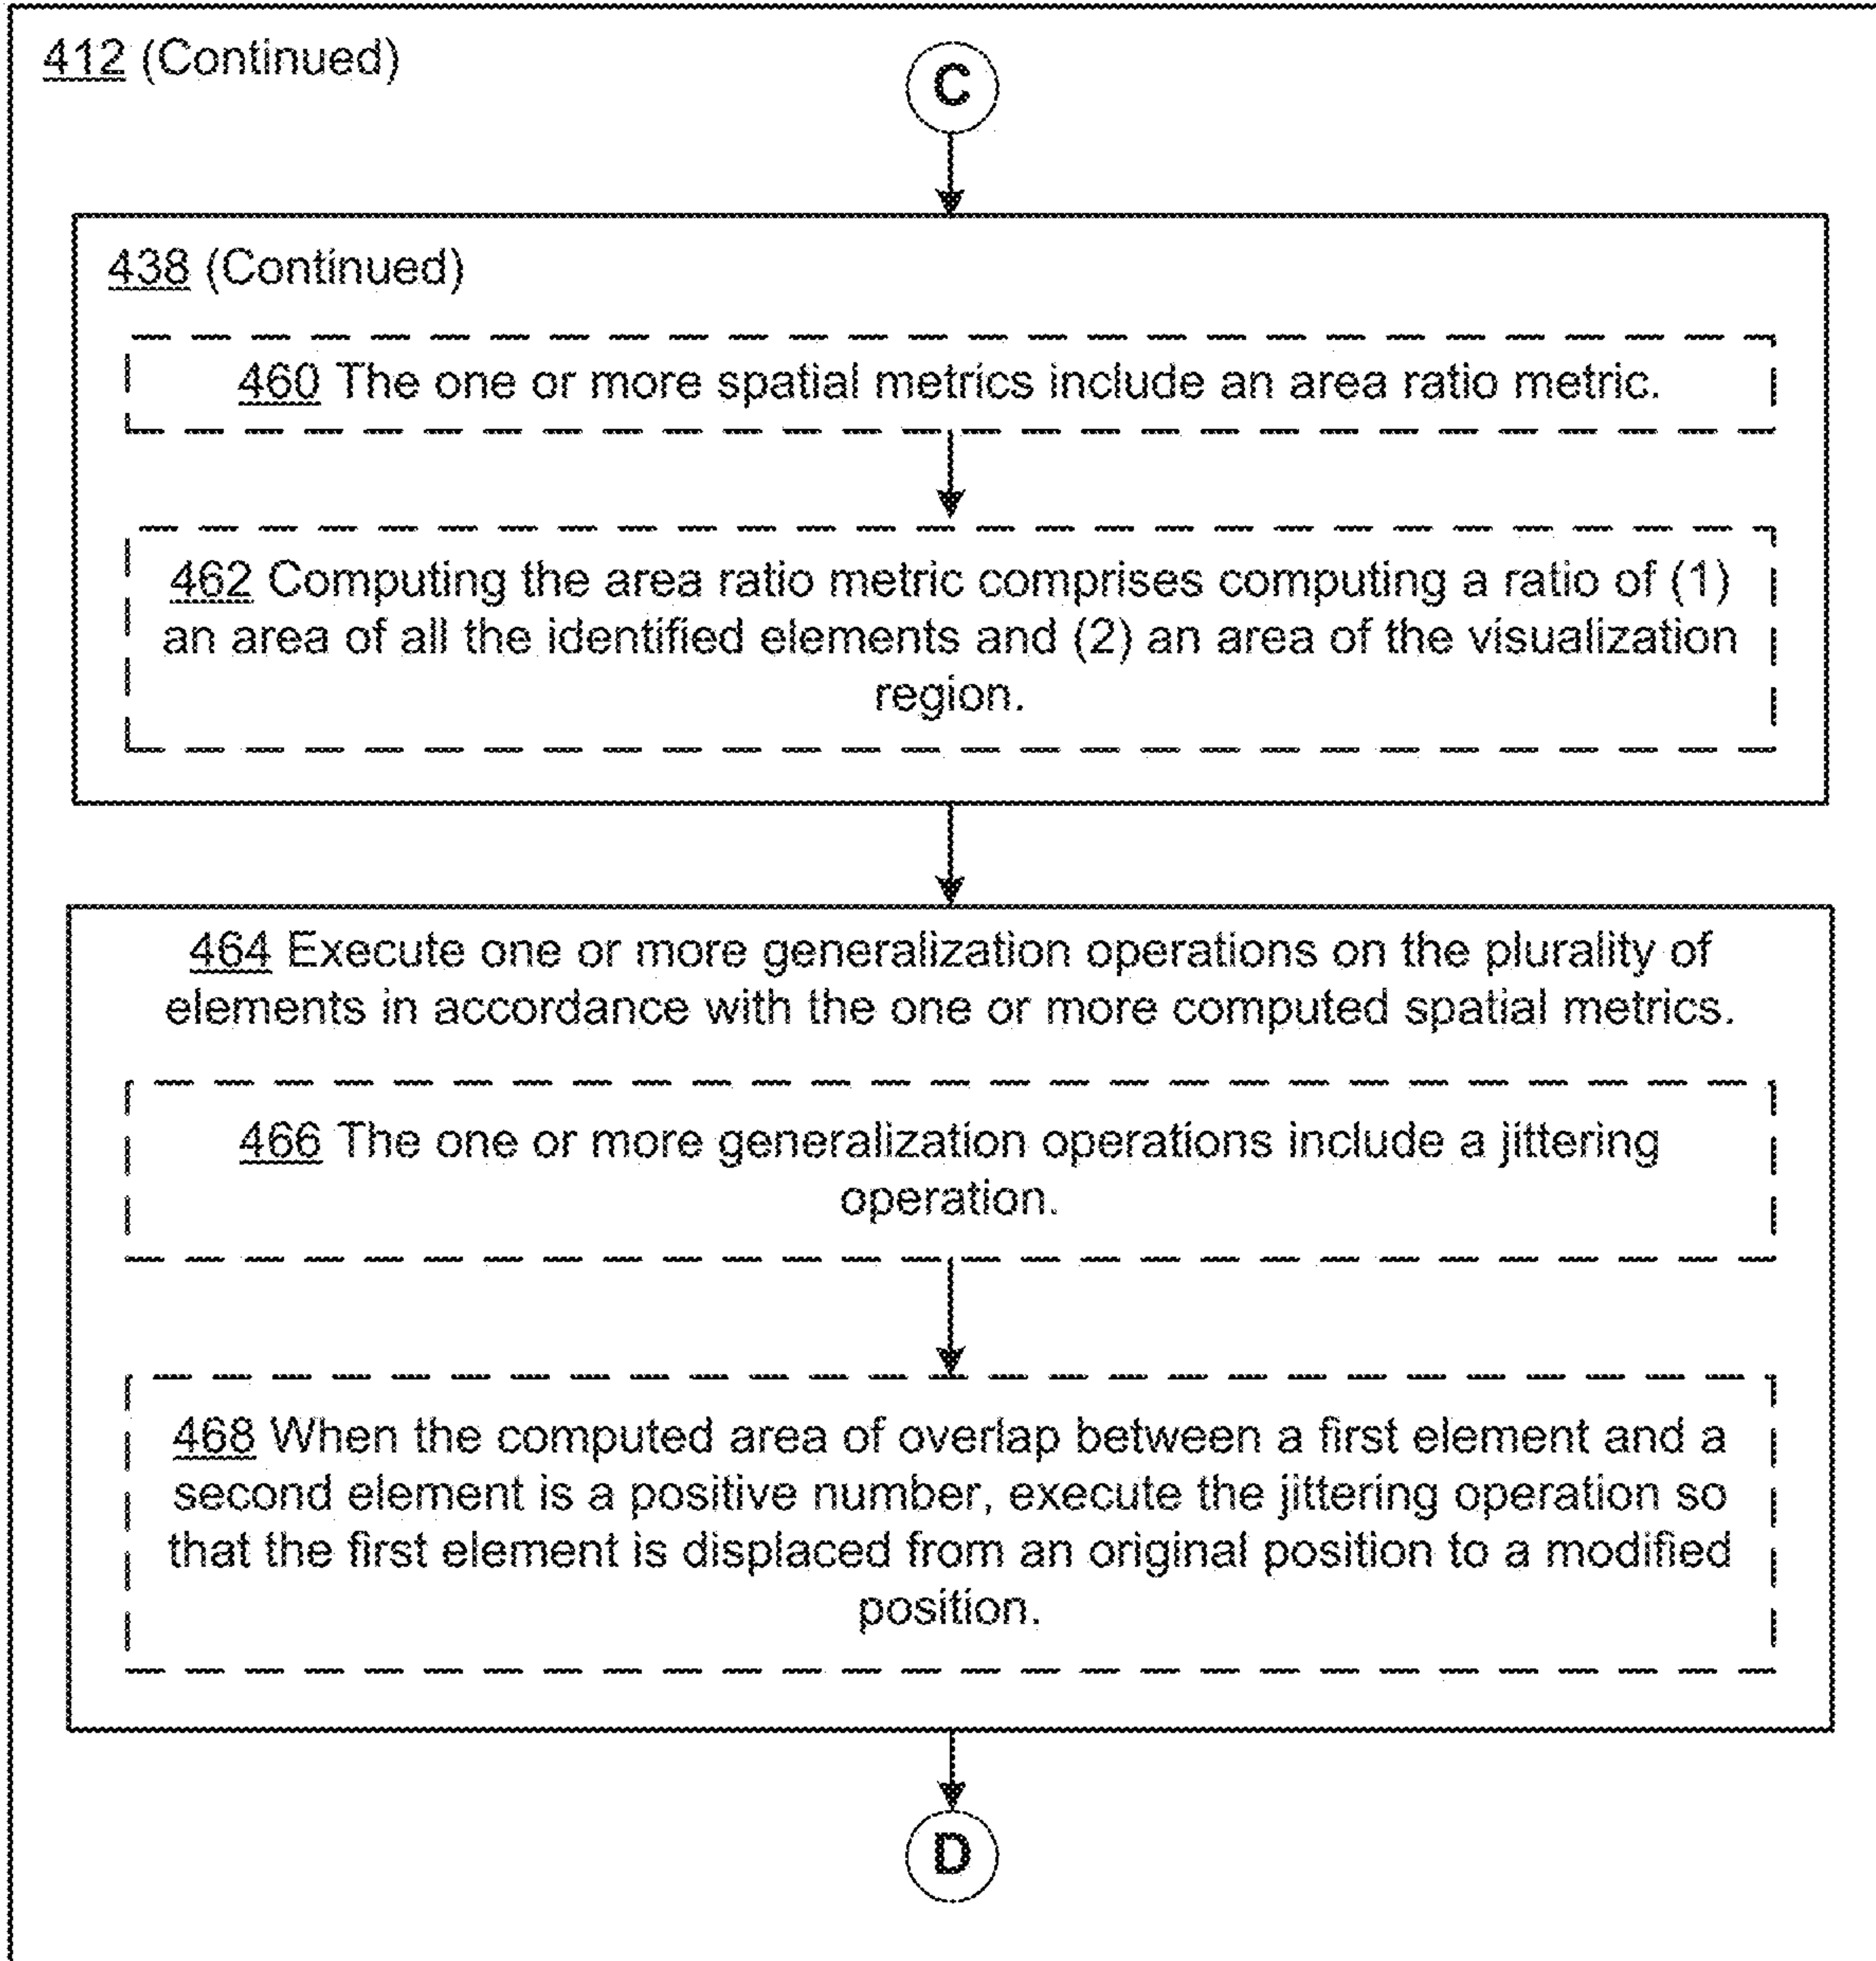 412 (Continued)
C
438 (Continued)
460 The one or more spatial metrics include an area ratio metric.
462 Computing the area ratio metric comprises computing a ratio of (1)
an area of all the identified elements and (2) an area of the visualization
region.
464 Execute one or more generalization operations on the plurality of
elements in accordance with the one or more computed spatial metrics.
466 The one or more generalization operations include a jittering
operation.
468 When the computed area of overlap between a first element and a
second element is a positive number, execute the jittering operation so
that the first element is displaced from an original position to a modified
position.
D